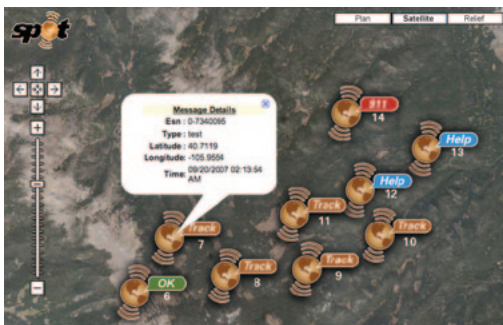 spot
Plan Satellite Relief
Message Details
Esn : 0-7340095
Type : test
Latitude : 40.7119
Longitude : -105.9554
Time: 09/20/2007 02:13:54
AM
911
14
Help
13
Help
12
Track
11
Track
10
Track
7
Track
9
Track
8
OK
6